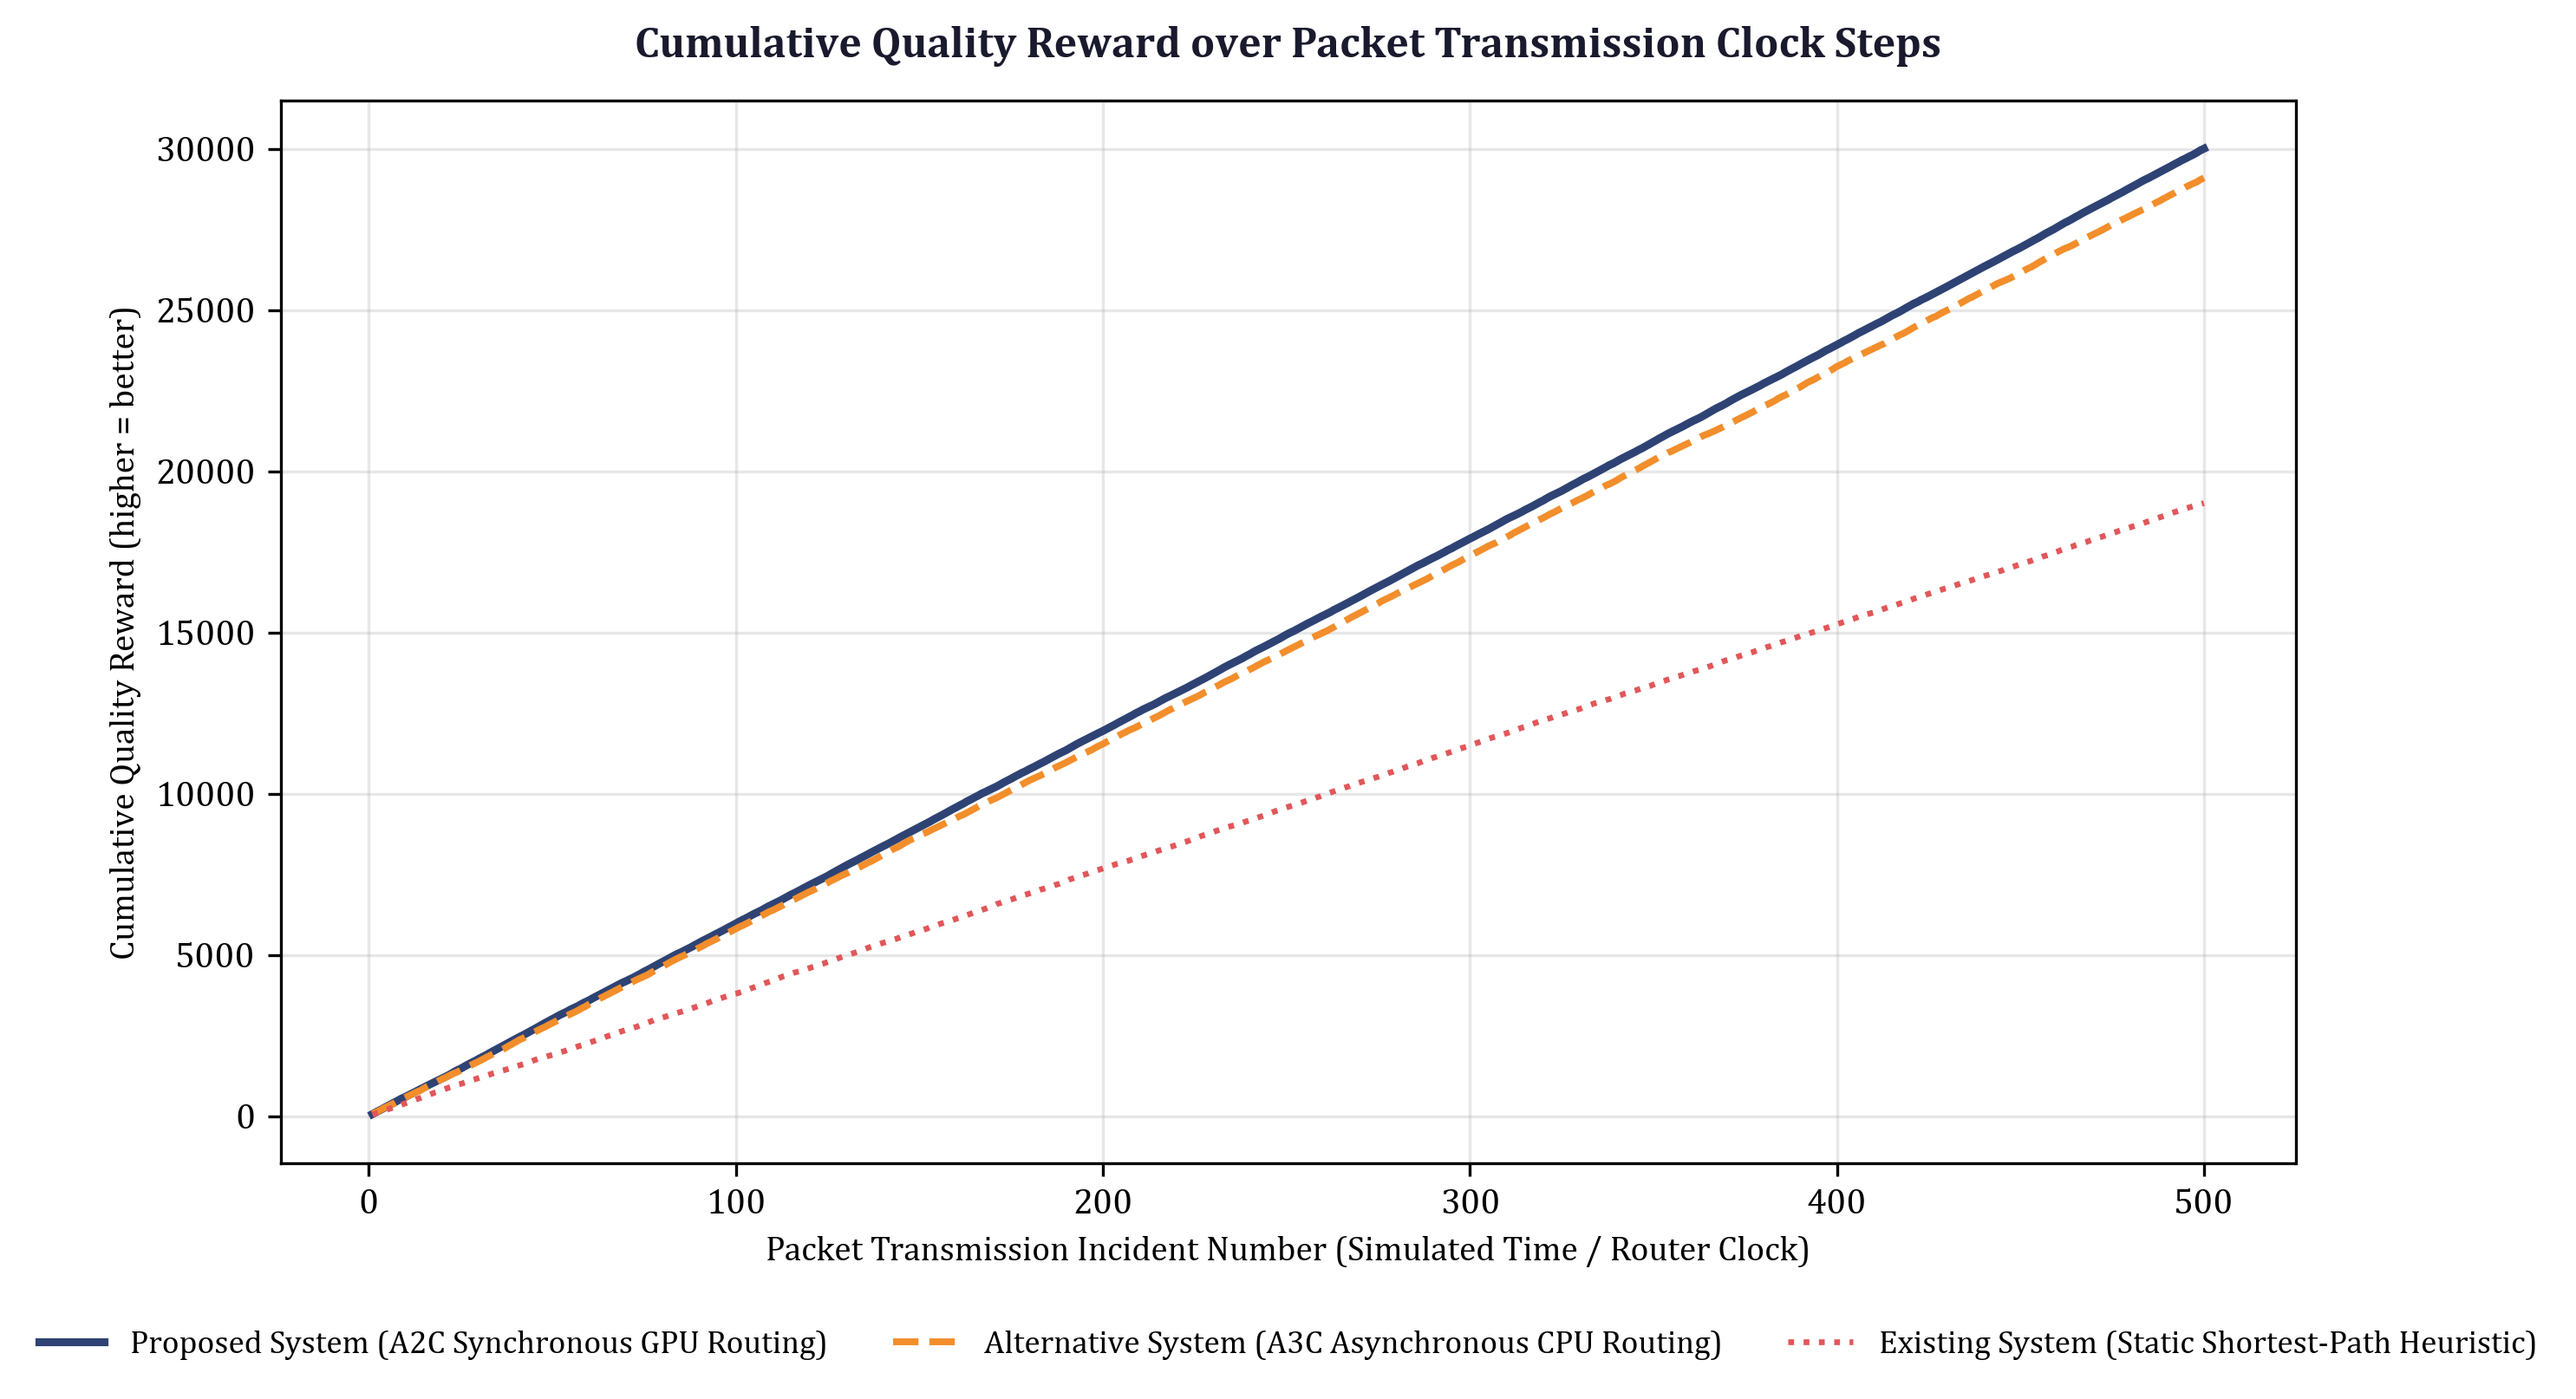 Cumulative Quality Reward over Packet Transmission Clock Steps
Cumulative Quality Reward (higher = better)
30000
25000
20000
15000
10000
5000
0
0 100 200 300 400 500
Packet Transmission Incident Number (Simulated Time / Router Clock)
Proposed System (A2C Synchronous GPU Routing) Alternative System (A3C Asynchronous CPU Routing) Existing System (Static Shortest-Path Heuristic)